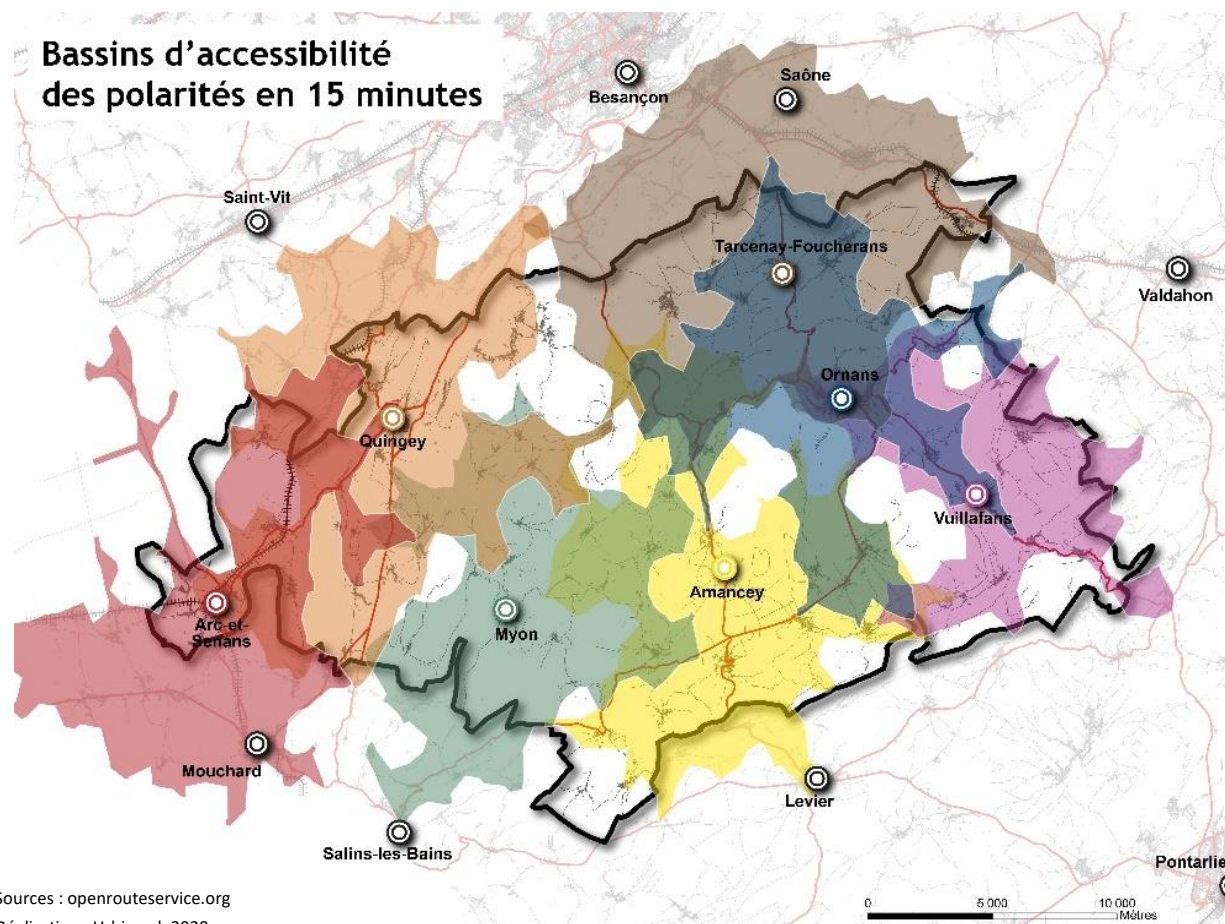 Bassins d'accessibilité
des polarités en 15 minutes
Besançon
Saône
Saint-Vit
Tarcenay-Foucherans
Valdahon
Ornans
Quingey
Vuillafans
Amancey
Arc-et-
Senans
Myon
Mouchard
Levier
Salins-les-Bains
Pontarlie
Sources : openrouteservice.org
0 5 000 10 000
Mètres